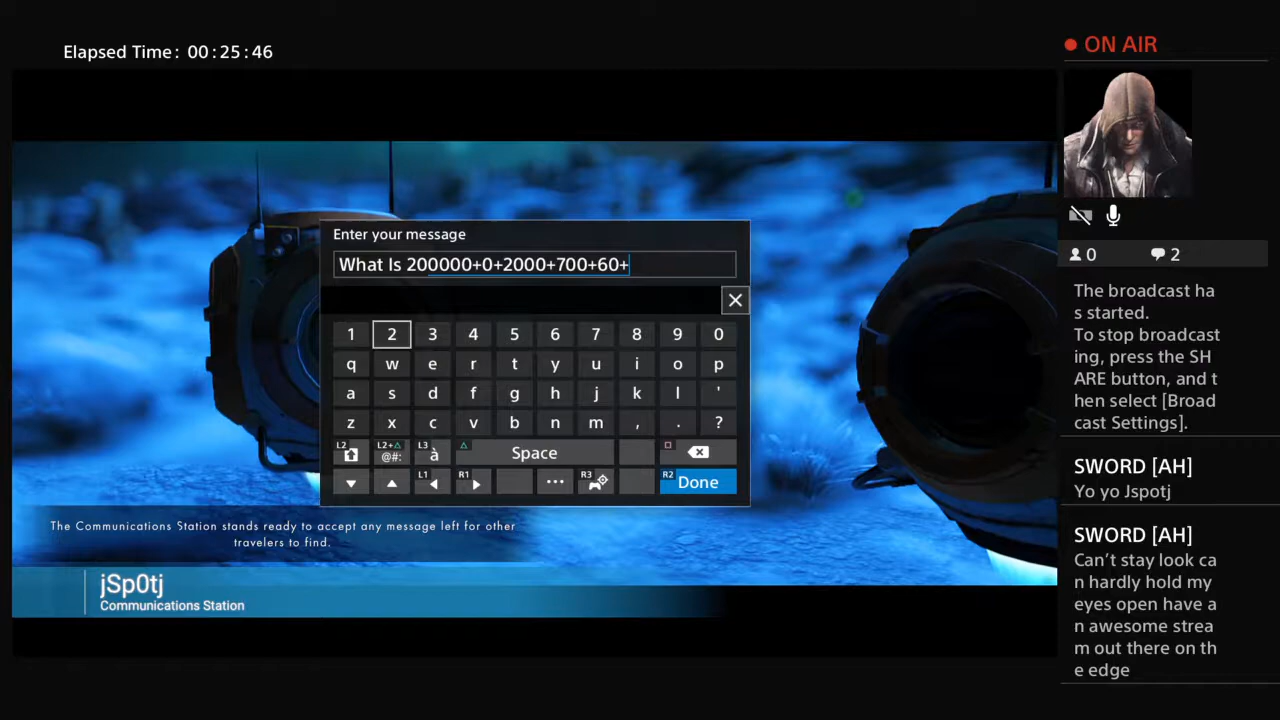 Elapsed Time: 00:25:46
ON AIR
0
2
The broadcast ha
s started.
To stop broadcast
ing, press the SH
ARE button, and t
hen select [Broad
cast Settings].
SWORD [AH]
Yo yo Jspotj
SWORD [AH]
Can't stay look ca
n hardly hold my
eyes open have a
n awesome strea
m out there on th
e edge
Enter your message
What Is 200000+0+2000+700+60+
1 2 3 4 5 6 7 8 9 0
q w e r t y u i o p
a s d f g h j k l '
z x c v b n m , . ?
L2 L2+△ @#: L3 à △ Space □
L1 R1 ... R3 R2 Done
The Communications Station stands ready to accept any message left for other
travelers to find.
jSp0tj
Communications Station